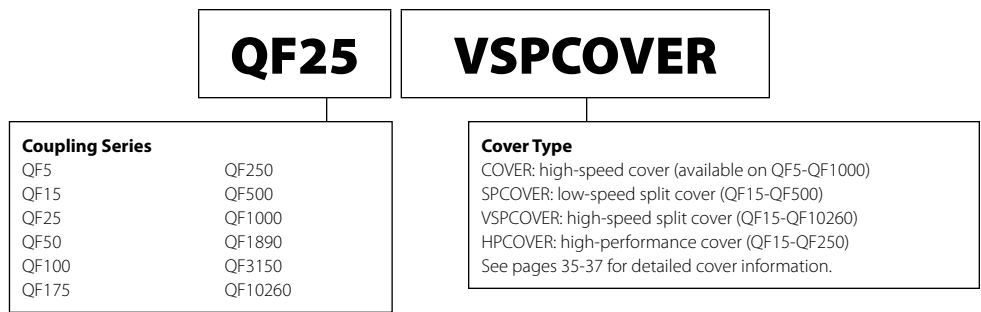 QF25 VSPCOVER
Coupling Series
QF5 QF250
QF15 QF500
QF25 QF1000
QF50 QF1890
QF100 QF3150
QF175 QF10260
Cover Type
COVER: high-speed cover (available on QF5-QF1000)
SPCOVER: low-speed split cover (QF15-QF500)
VSPCOVER: high-speed split cover (QF15-QF10260)
HPCOVER: high-performance cover (QF15-QF250)
See pages 35-37 for detailed cover information.